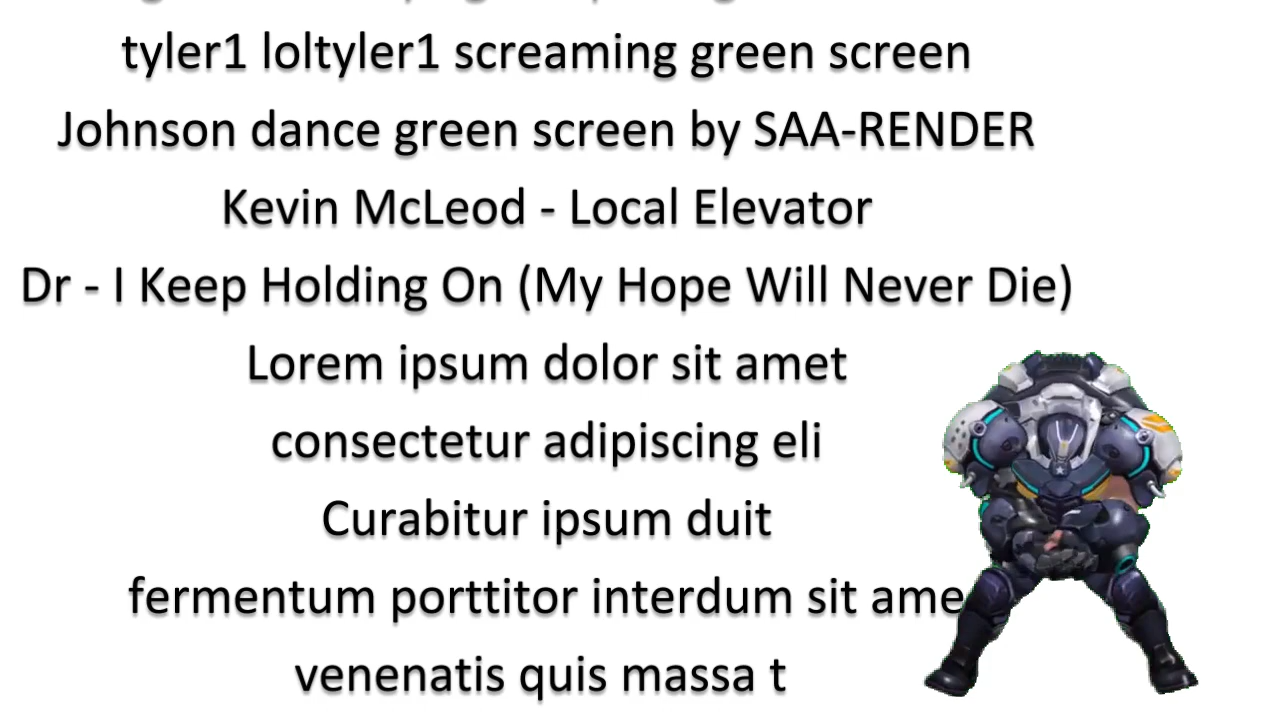 tyler1 loltyler1 screaming green screen
Johnson dance green screen by SAA-RENDER
Kevin McLeod - Local Elevator
Dr - I Keep Holding On (My Hope Will Never Die)
Lorem ipsum dolor sit amet
consectetur adipiscing eli
Curabitur ipsum duit
fermentum porttitor interdum sit ame
venenatis quis massa t